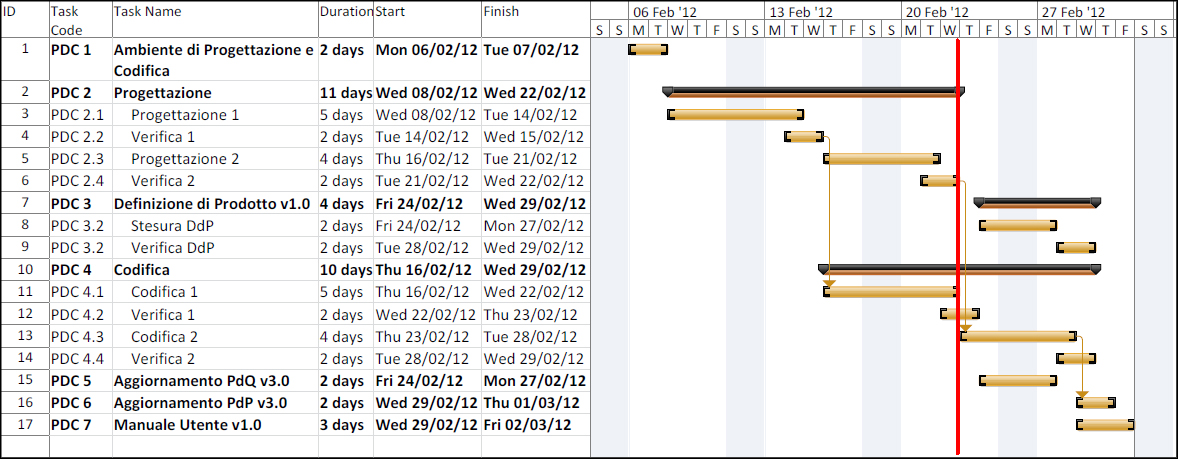 ID Task Code Task Name Duration Start Finish 06 Feb '12 13 Feb '12 20 Feb '12 27 Feb '12
S S M T W T F S S M T W T F S S M T W T F S S M T W T F S S
1 PDC 1 Ambiente di Progettazione e Codifica 2 days Mon 06/02/12 Tue 07/02/12
2 PDC 2 Progettazione 11 days Wed 08/02/12 Wed 22/02/12
3 PDC 2.1 Progettazione 1 5 days Wed 08/02/12 Tue 14/02/12
4 PDC 2.2 Verifica 1 2 days Tue 14/02/12 Wed 15/02/12
5 PDC 2.3 Progettazione 2 4 days Thu 16/02/12 Tue 21/02/12
6 PDC 2.4 Verifica 2 2 days Tue 21/02/12 Wed 22/02/12
7 PDC 3 Definizione di Prodotto v1.0 4 days Fri 24/02/12 Wed 29/02/12
8 PDC 3.2 Stesura DdP 2 days Fri 24/02/12 Mon 27/02/12
9 PDC 3.2 Verifica DdP 2 days Tue 28/02/12 Wed 29/02/12
10 PDC 4 Codifica 10 days Thu 16/02/12 Wed 29/02/12
11 PDC 4.1 Codifica 1 5 days Thu 16/02/12 Wed 22/02/12
12 PDC 4.2 Verifica 1 2 days Wed 22/02/12 Thu 23/02/12
13 PDC 4.3 Codifica 2 4 days Thu 23/02/12 Tue 28/02/12
14 PDC 4.4 Verifica 2 2 days Tue 28/02/12 Wed 29/02/12
15 PDC 5 Aggiornamento PdQ v3.0 2 days Fri 24/02/12 Mon 27/02/12
16 PDC 6 Aggiornamento PdP v3.0 2 days Wed 29/02/12 Thu 01/03/12
17 PDC 7 Manuale Utente v1.0 3 days Wed 29/02/12 Fri 02/03/12